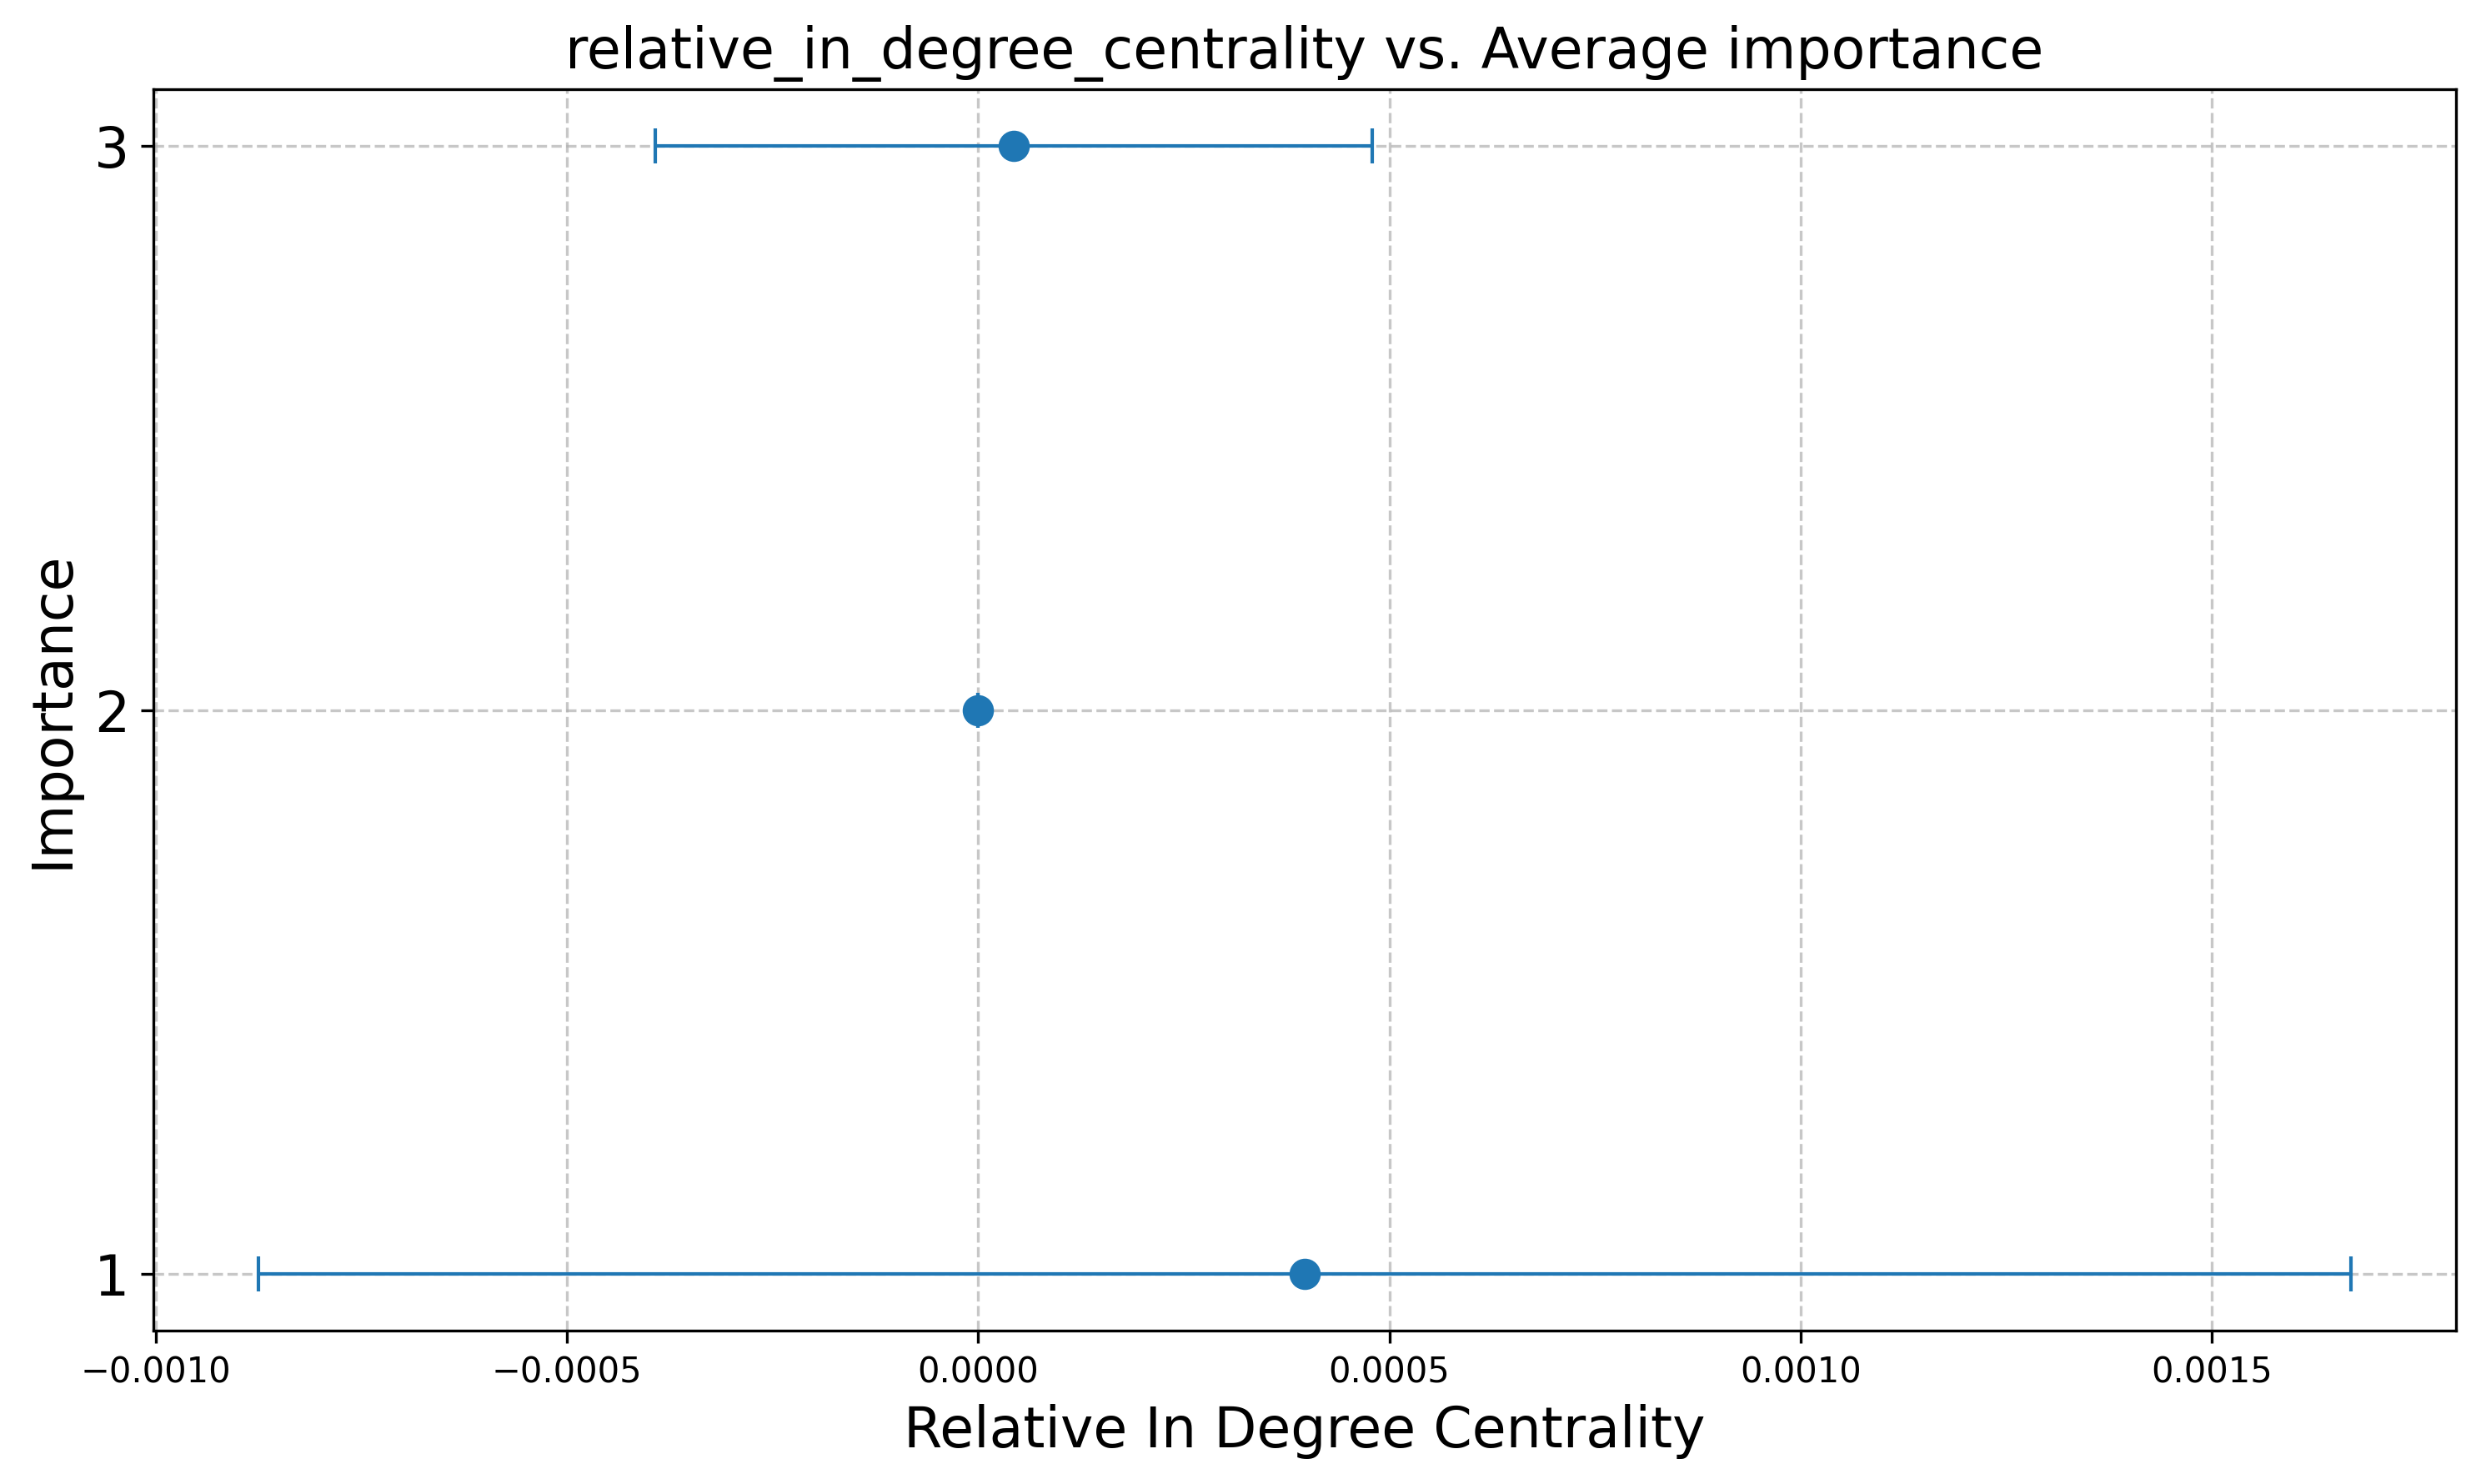 relative_in_degree_centrality vs. Average importance
3
2
1
Importance
−0.0010 −0.0005 0.0000 0.0005 0.0010 0.0015
Relative In Degree Centrality